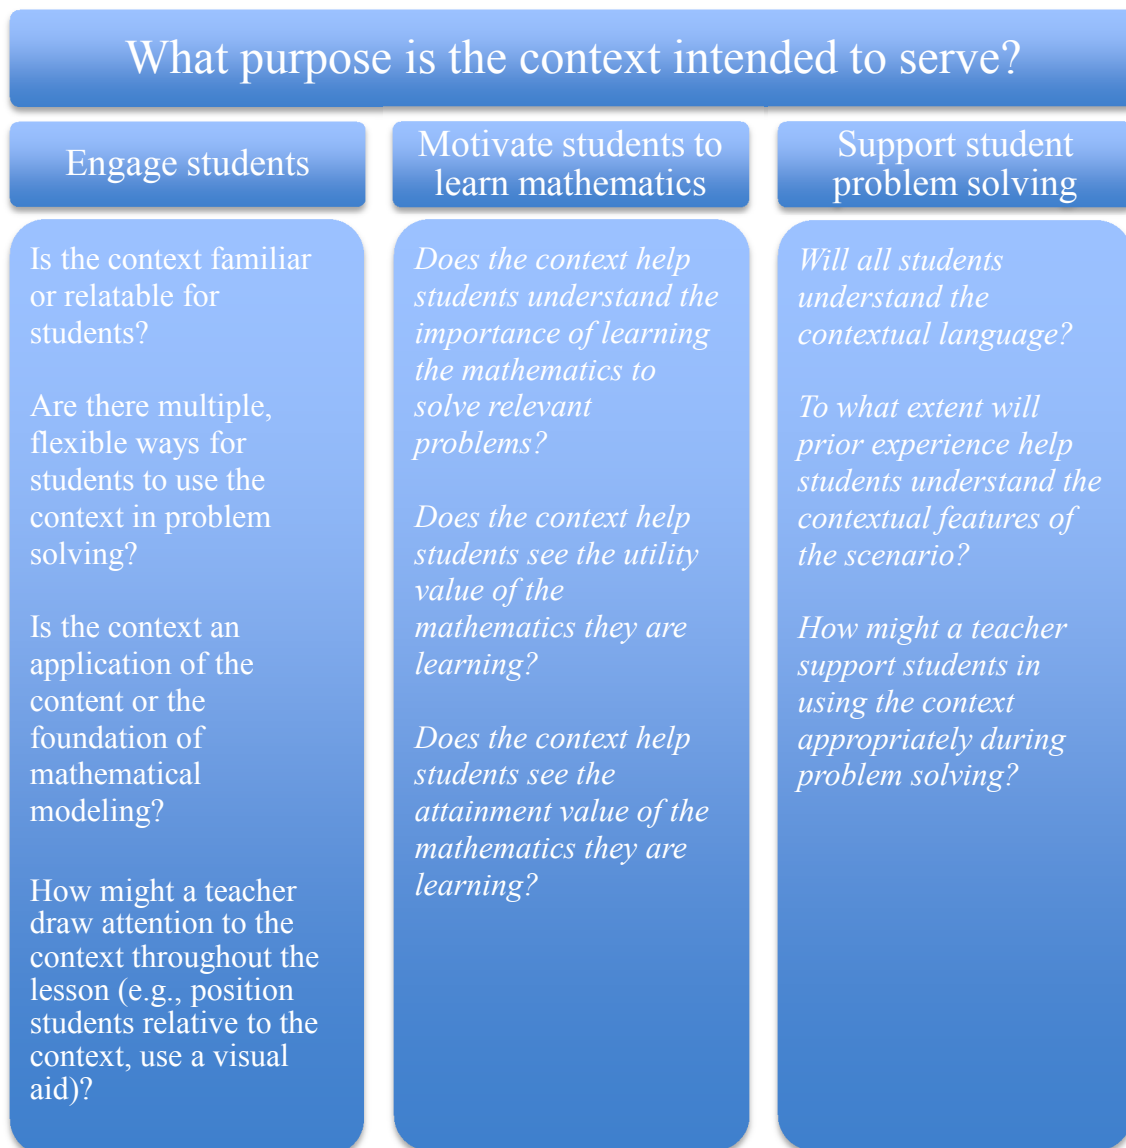 What purpose is the context intended to serve?
Engage students
Is the context familiar
or relatable for
students?
Are there multiple,
flexible ways for
students to use the
context in problem
solving?
Is the context an
application of the
content or the
foundation of
mathematical
modeling?
How might a teacher
draw attention to the
context throughout the
lesson (e.g., position
students relative to the
context, use a visual
aid)?
Motivate students to
learn mathematics
Does the context help
students understand the
importance of learning
the mathematics to
solve relevant
problems?
Does the context help
students see the utility
value of the
mathematics they are
learning?
Does the context help
students see the
attainment value of the
mathematics they are
learning?
Support student
problem solving
Will all students
understand the
contextual language?
To what extent will
prior experience help
students understand the
contextual features of
the scenario?
How might a teacher
support students in
using the context
appropriately during
problem solving?